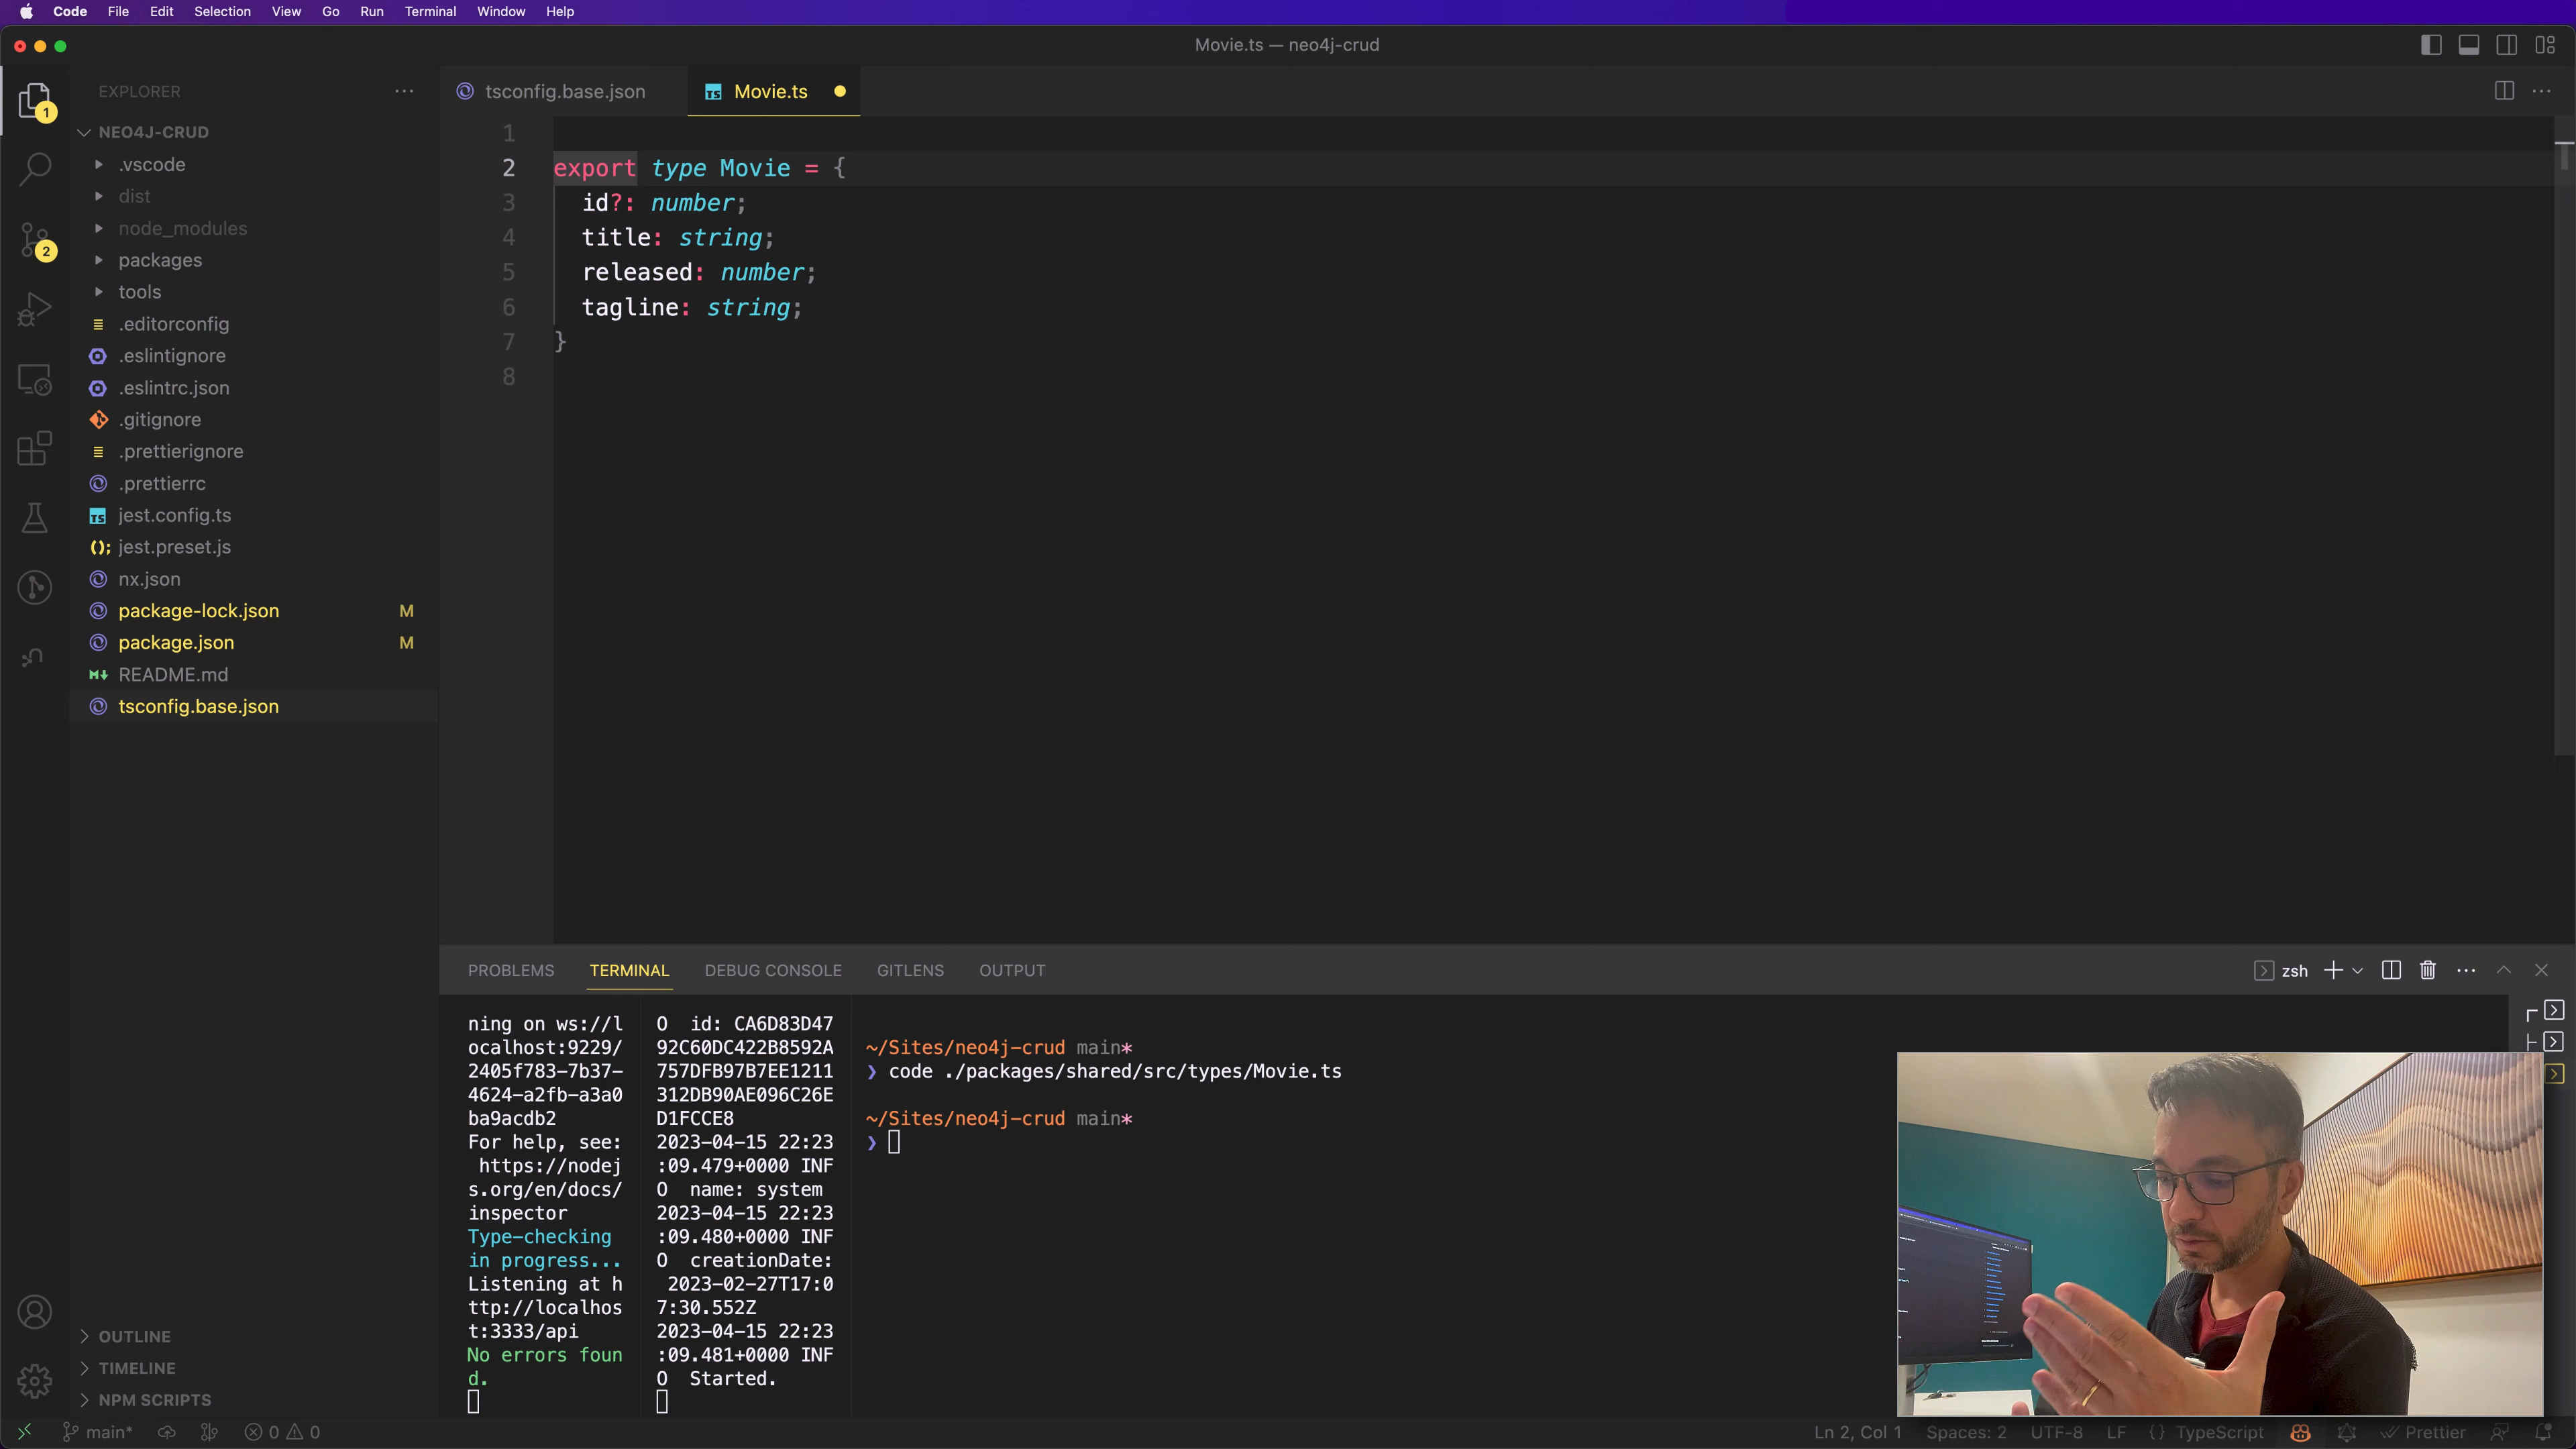 Code File Edit Selection View Go Run Terminal Window Help
Movie.ts — neo4j-crud
EXPLORER
NEO4J-CRUD
.vscode
dist
node_modules
packages
tools
.editorconfig
.eslintignore
.eslintrc.json
.gitignore
.prettierignore
.prettierrc
jest.config.ts
jest.preset.js
nx.json
package-lock.json M
package.json M
README.md
tsconfig.base.json
OUTLINE
TIMELINE
NPM SCRIPTS
1
2
tsconfig.base.json
TS Movie.ts
1
2 export type Movie = {
3 id?: number;
4 title: string;
5 released: number;
6 tagline: string;
7 }
8
PROBLEMS TERMINAL DEBUG CONSOLE GITLENS OUTPUT
zsh
ning on ws://l
ocalhost:9229/
2405f783-7b37-
4624-a2fb-a3a0
ba9acdb2
For help, see:
https://nodej
s.org/en/docs/
inspector
Type-checking
in progress...
Listening at h
ttp://localhos
t:3333/api
No errors foun
d.
O  id: CA6D83D47
92C60DC422B8592A
757DFB97B7EE1211
312DB90AE096C26E
D1FCCE8
2023-04-15 22:23
:09.479+0000 INF
O  name: system
2023-04-15 22:23
:09.480+0000 INF
O  creationDate:
2023-02-27T17:0
7:30.552Z
2023-04-15 22:23
:09.481+0000 INF
O  Started.
~/Sites/neo4j-crud main*
❯ code ./packages/shared/src/types/Movie.ts
~/Sites/neo4j-crud main*
❯
main* 0 0
Ln 2, Col 1 Spaces: 2 UTF-8 LF {} TypeScript Prettier